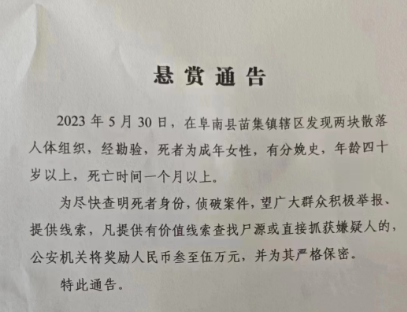 悬赏通告
2023年5月30日，在阜南县苗集镇辖区发现两块散落
人体组织，经勘验，死者为成年女性，有分娩史，年龄四十
岁以上，死亡时间一个月以上。
为尽快查明死者身份，侦破案件，望广大群众积极举报、
提供线索，凡提供有价值线索查找尸源或直接抓获嫌疑人的，
公安机关将奖励人民币叁至伍万元，并为其严格保密。
特此通告。